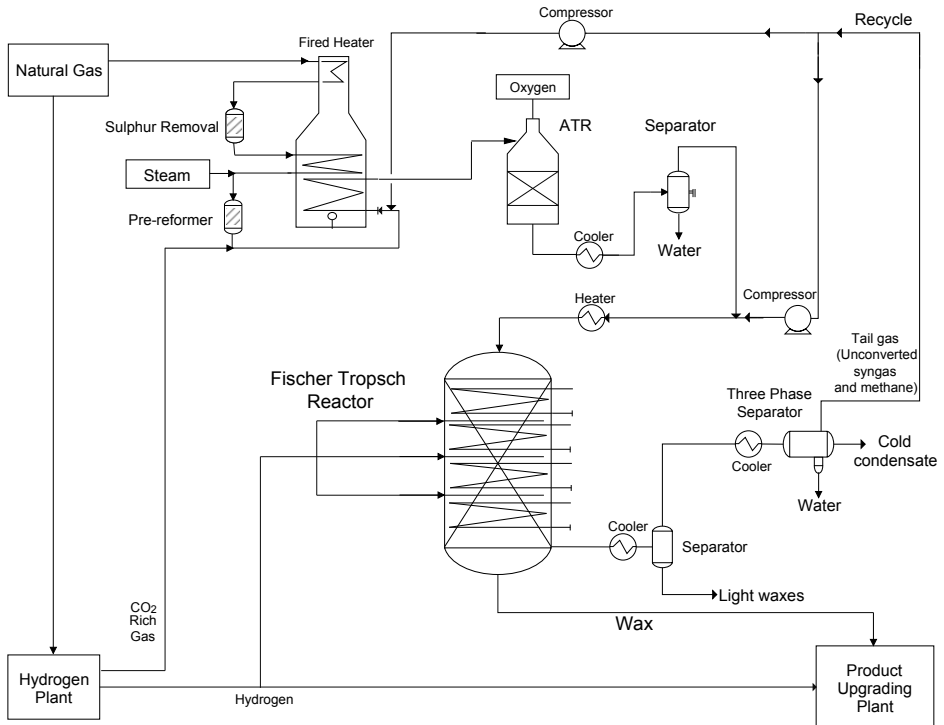 Compressor
Recycle
Fired Heater
Natural Gas
Oxygen
ATR
Separator
Sulphur Removal
Steam
Pre-reformer
Cooler
Water
Heater
Compressor
Tail gas
(Unconverted
syngas
and methane)
Fischer Tropsch
Reactor
Three Phase
Separator
Cooler
Cold
condensate
Water
Cooler
Separator
Light waxes
CO2
Rich
Gas
Wax
Hydrogen
Plant
Hydrogen
Product
Upgrading
Plant